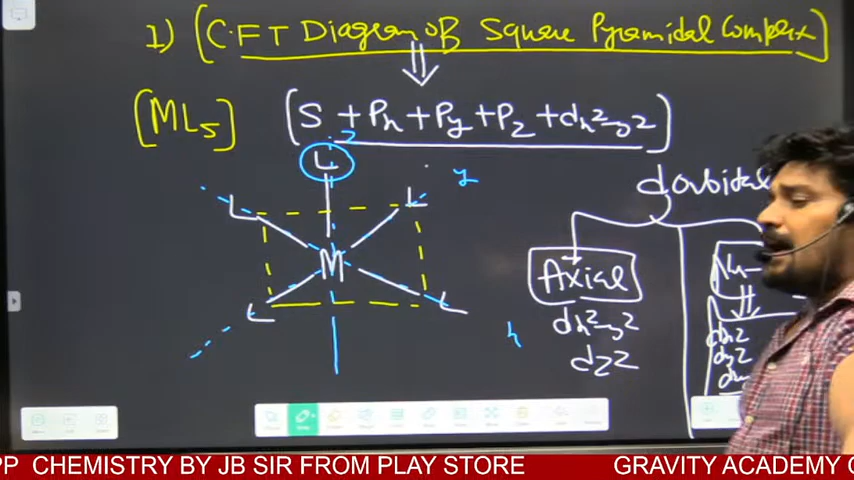 1) (C.F T Diagram of Square Pyramidal Complex)
[ML5] (S + Px + Py + Pz + dx2-y2)
z
L
y
L
L
M
L
L
x
d orbital
Axial
dx2-y2
dz2
dxz
dyz
PP CHEMISTRY BY JB SIR FROM PLAY STORE GRAVITY ACADEMY